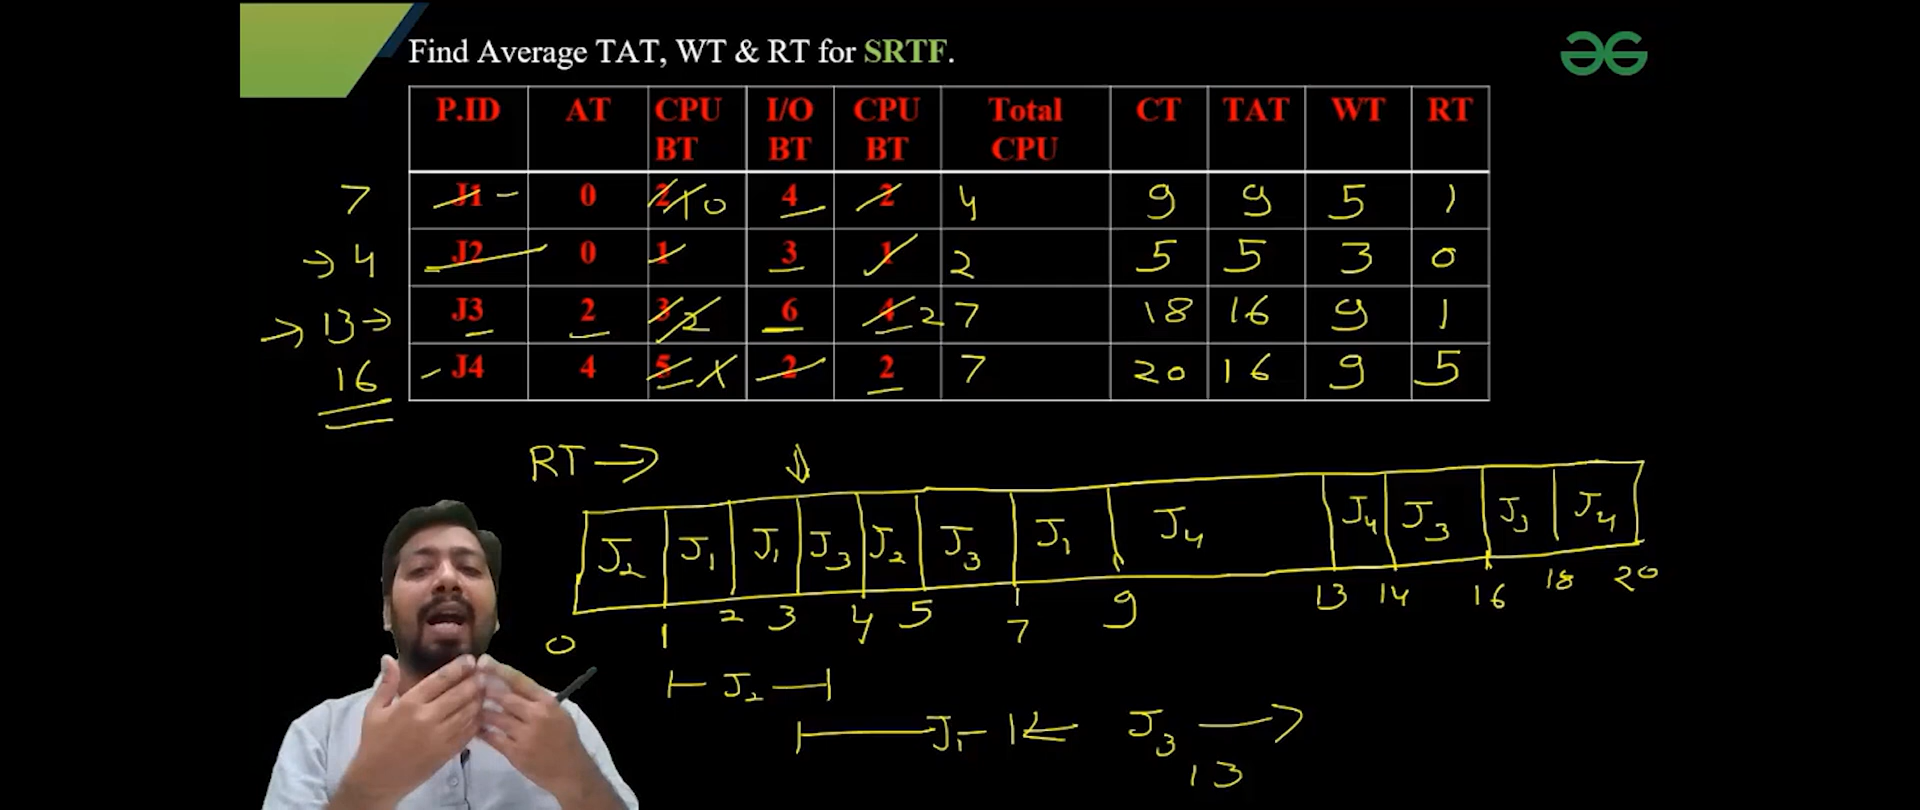 Find Average TAT, WT & RT for SRTF.
P.ID AT CPU BT I/O BT CPU BT Total CPU CT TAT WT RT
7 J1 - 0 2 1 0 4 2 4 9 9 5 1
→ 4 J2 0 1 3 1 2 5 5 3 0
→ 13 → J3 2 3 2 6 4 2 7 18 16 9 1
16 - J4 4 5 1 2 2 7 20 16 9 5
RT →
J2 J1 J1 J3 J2 J3 J1 J4 J4 J3 J3 J4
0 1 2 3 4 5 7 9 13 14 16 18 20
J2
J1 J3 →
13